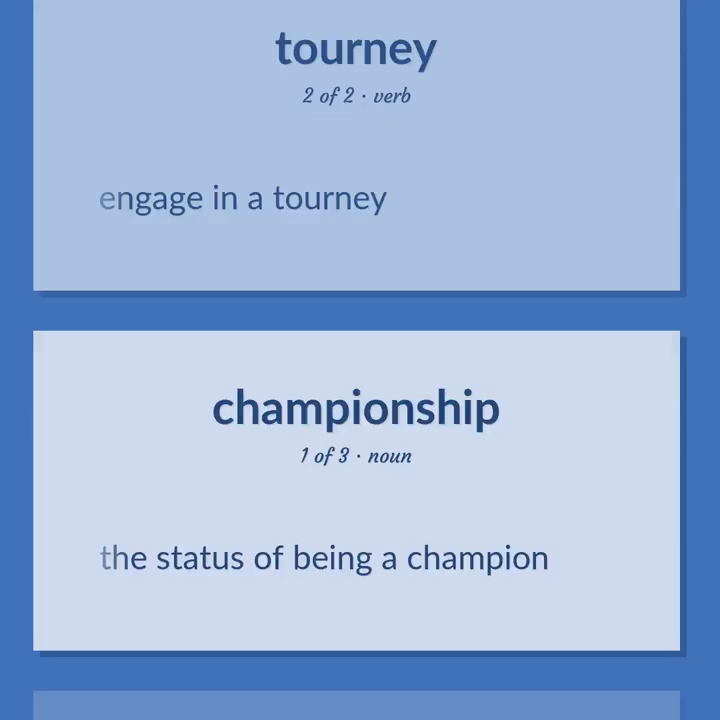 tourney
2 of 2 · verb
engage in a tourney
championship
1 of 3 · noun
the status of being a champion